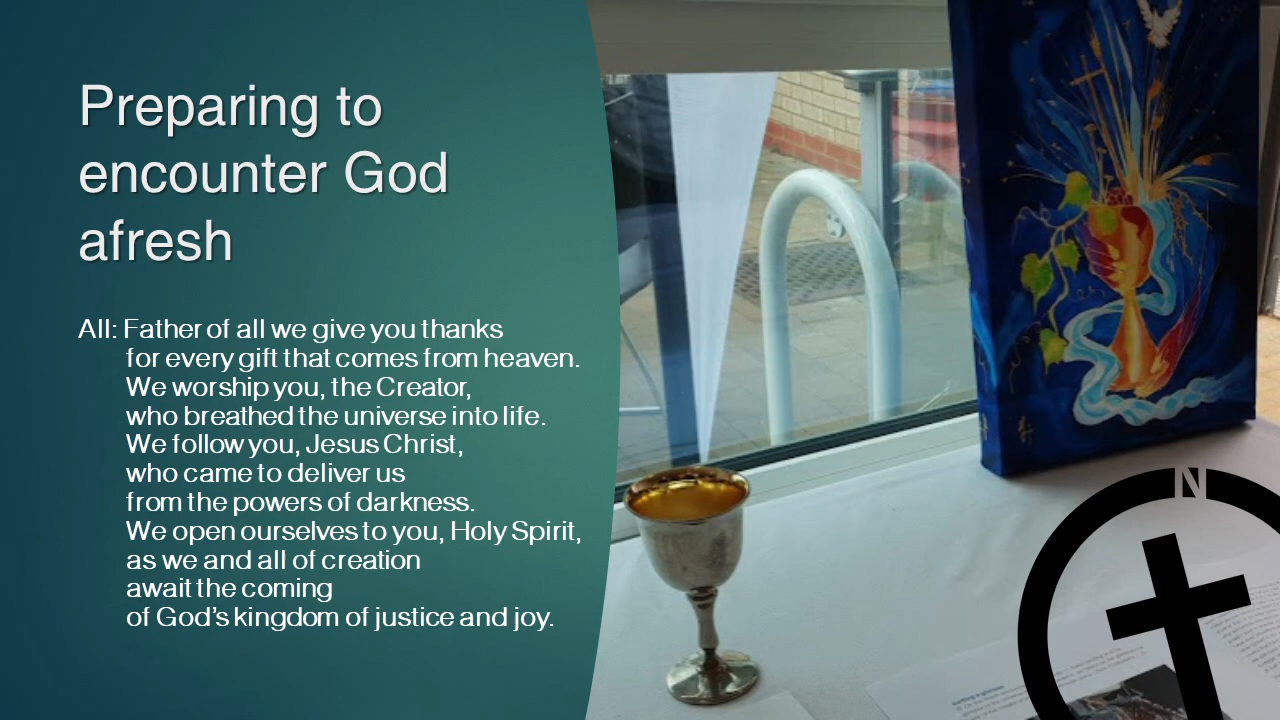 Preparing to
encounter God
afresh
All: Father of all we give you thanks
for every gift that comes from heaven.
We worship you, the Creator,
who breathed the universe into life.
We follow you, Jesus Christ,
who came to deliver us
from the powers of darkness.
We open ourselves to you, Holy Spirit,
as we and all of creation
await the coming
of God’s kingdom of justice and joy.
N